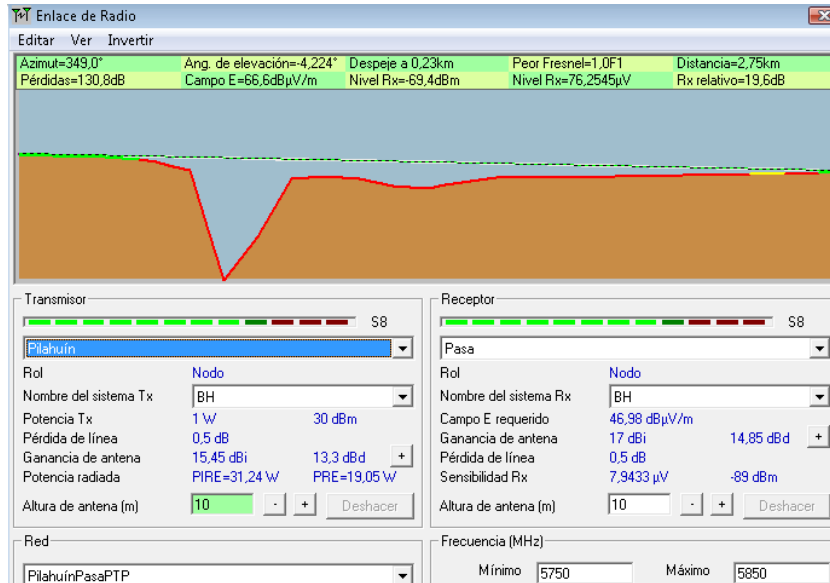 Enlace de Radio
Editar Ver Invertir
Azimut=349,0° Ang. de elevación=-4,224° Despeje a 0,23km Peor Fresnel=1,0F1 Distancia=2,75km
Pérdidas=130,8dB Campo E=66,6dBµV/m Nivel Rx=-69,4dBm Nivel Rx=76,2545µV Rx relativo=19,6dB
Transmisor
S8
Pilahuín
Rol Nodo
Nombre del sistema Tx BH
Potencia Tx 1 W 30 dBm
Pérdida de línea 0,5 dB
Ganancia de antena 15,45 dBi 13,3 dBd +
Potencia radiada PIRE=31,24 W PRE=19,05 W
Altura de antena (m) 10 - + Deshacer
Red
PilahuínPasaPTP
Receptor
S8
Pasa
Rol Nodo
Nombre del sistema Rx BH
Campo E requerido 46,98 dBµV/m
Ganancia de antena 17 dBi 14,85 dBd +
Pérdida de línea 0,5 dB
Sensibilidad Rx 7,9433 µV -89 dBm
Altura de antena (m) 10 - + Deshacer
Frecuencia (MHz)
Mínimo 5750 Máximo 5850